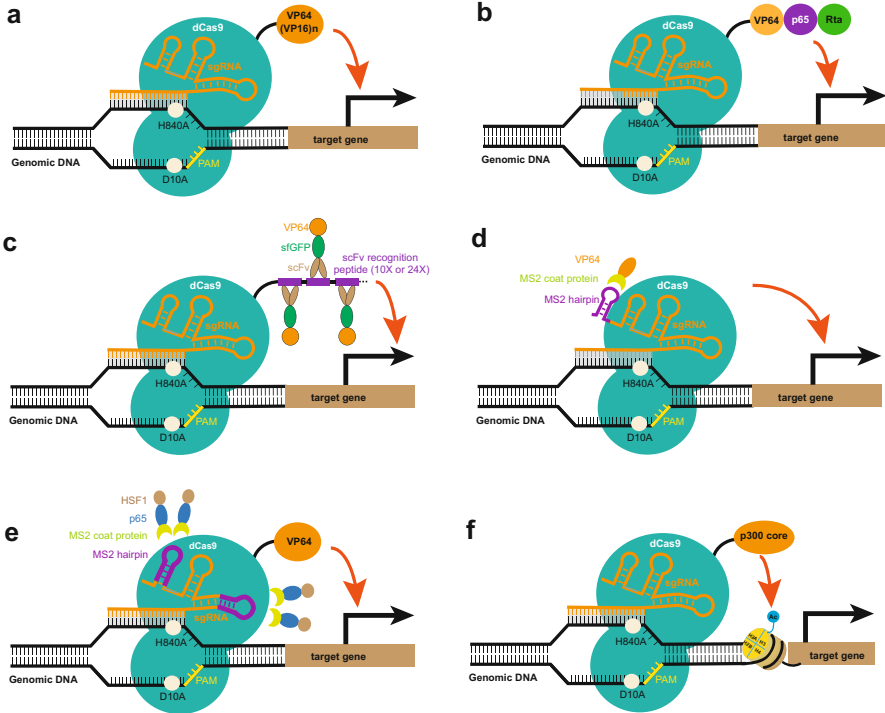 a
dCas9
VP64
(VP16)n
sgRNA
H840A
target gene
Genomic DNA
PAM
D10A
b
dCas9
VP64
p65
Rta
sgRNA
H840A
target gene
Genomic DNA
PAM
D10A
c
VP64
sfGFP
scFv
scFv recognition
peptide (10X or 24X)
dCas9
sgRNA
H840A
target gene
Genomic DNA
PAM
D10A
d
VP64
MS2 coat protein
MS2 hairpin
dCas9
sgRNA
H840A
target gene
Genomic DNA
PAM
D10A
e
HSF1
p65
MS2 coat protein
MS2 hairpin
dCas9
VP64
sgRNA
H840A
target gene
Genomic DNA
PAM
D10A
f
dCas9
p300 core
sgRNA
Ac
H840A
target gene
Genomic DNA
PAM
D10A